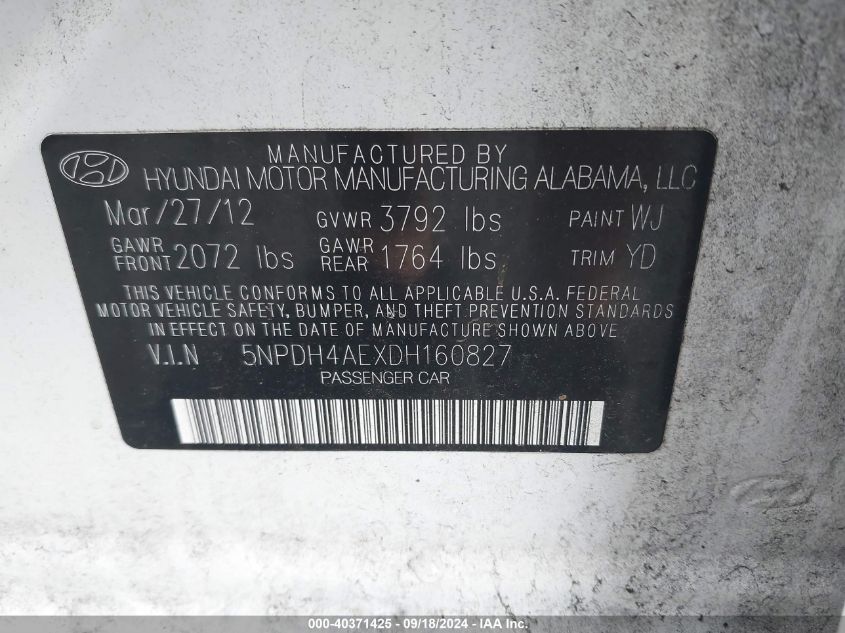 MANUFACTURED BY
HYUNDAI MOTOR MANUFACTURING ALABAMA, LLC
Mar/27/12 GVWR 3792 lbs PAINT WJ
GAWR FRONT 2072 lbs GAWR REAR 1764 lbs TRIM YD
THIS VEHICLE CONFORMS TO ALL APPLICABLE U.S.A. FEDERAL
MOTOR VEHICLE SAFETY, BUMPER, AND THEFT PREVENTION STANDARDS
IN EFFECT ON THE DATE OF MANUFACTURE SHOWN ABOVE.
V.I.N 5NPDH4AEXDH160827
PASSENGER CAR
000-40371425 - 09/18/2024 - IAA Inc.